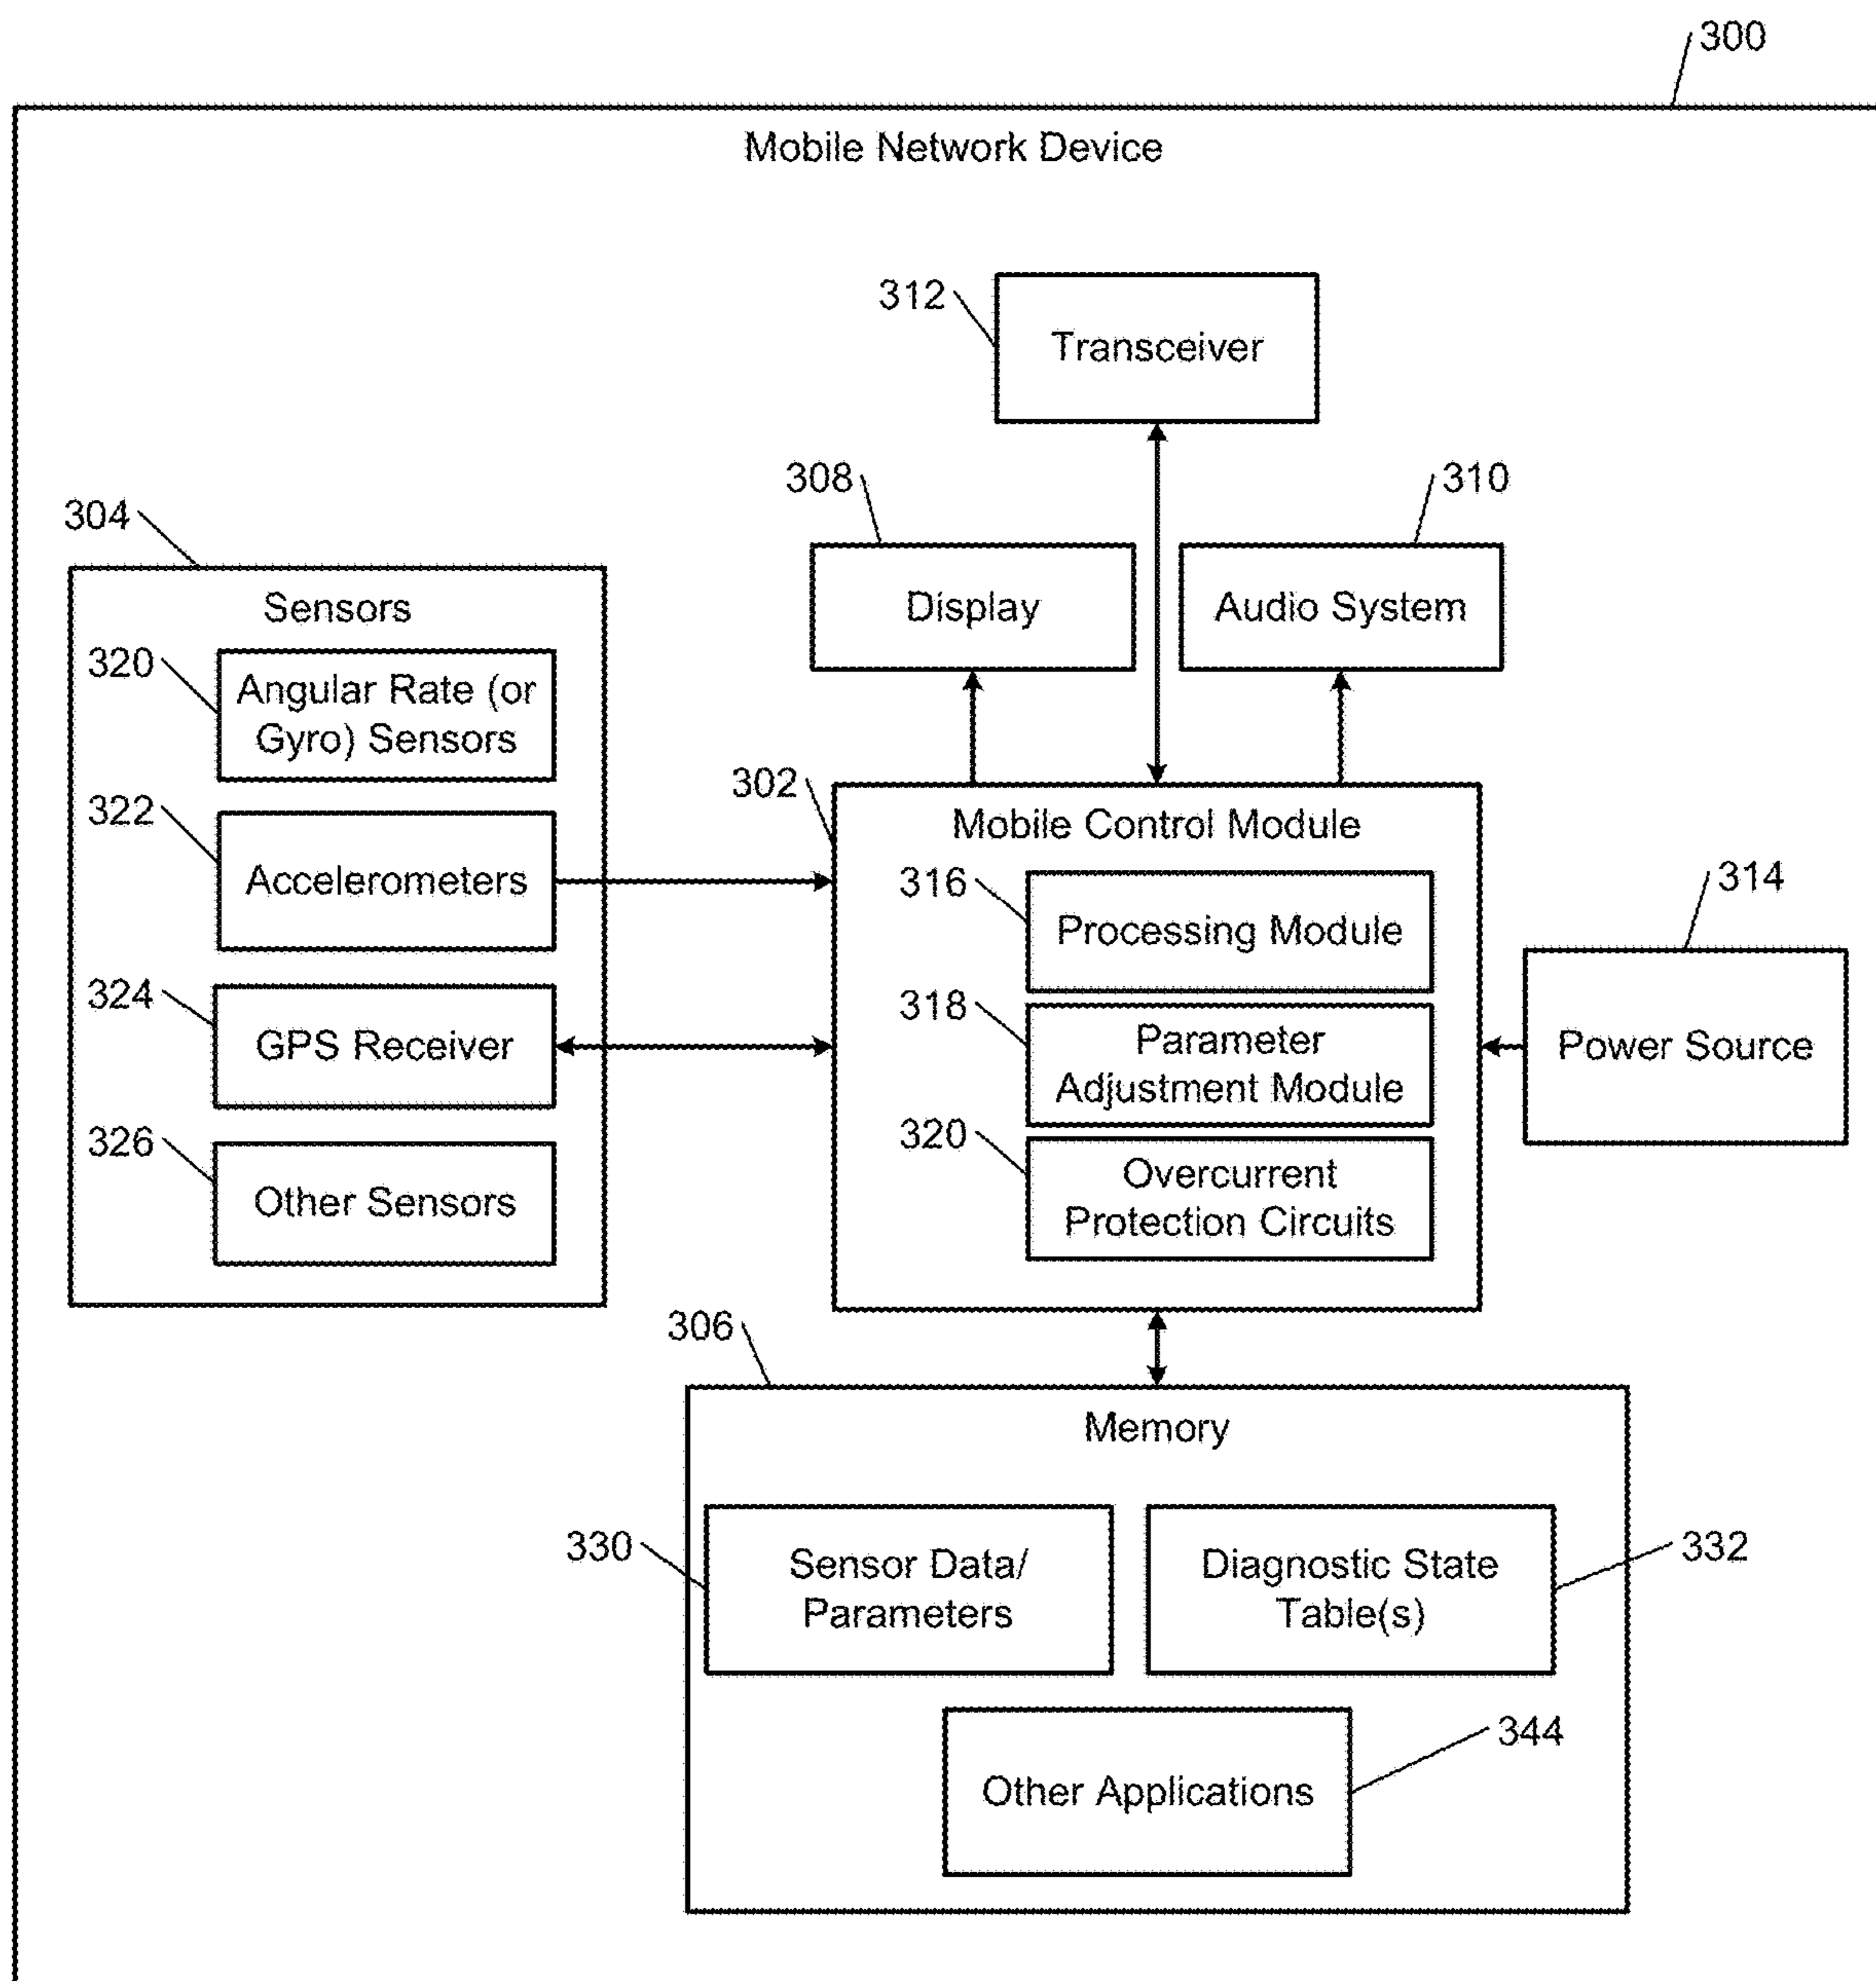 300
Mobile Network Device
312
Transceiver
308
Display
310
Audio System
304
Sensors
320
Angular Rate (or
Gyro) Sensors
322
Accelerometers
324
GPS Receiver
326
Other Sensors
302
Mobile Control Module
316
Processing Module
318
Parameter
Adjustment Module
320
Overcurrent
Protection Circuits
314
Power Source
306
Memory
330
Sensor Data/
Parameters
332
Diagnostic State
Table(s)
344
Other Applications